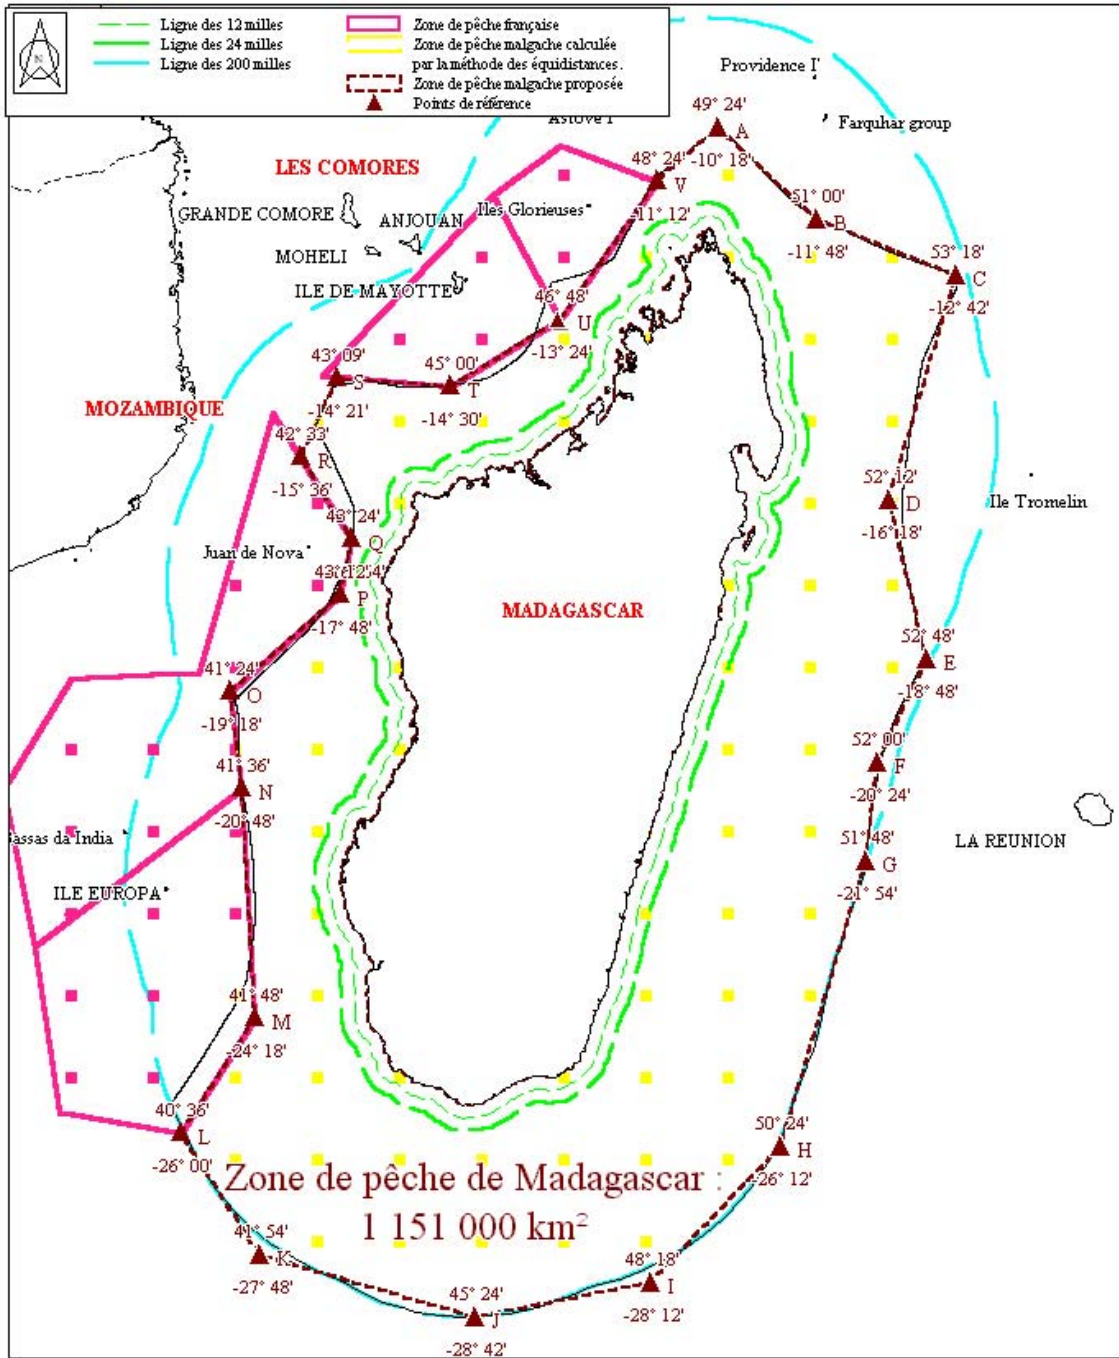 N
Ligne des 12 milles
Ligne des 24 milles
Ligne des 200 milles
Zone de pêche française
Zone de pêche malgache calculée
par la méthode des équidistances.
Zone de pêche malgache proposée
Points de référence
Providence I
Astove I
Farquhar group
49° 24'
A
-10° 18'
LES COMORES
48° 24'
V
-11° 12'
GRANDE COMORE
ANJOUAN
Iles Glorieuses
51° 00'
B
-11° 48'
MOHELI
53° 18'
C
-12° 42'
ILE DE MAYOTTE
46° 48'
U
-13° 24'
43° 09'
S
-14° 21'
45° 00'
T
-14° 30'
MOZAMBIQUE
42° 33'
R
-15° 36'
52° 12'
D
-16° 18'
Ile Tromelin
43° 24'
Q
Juan de Nova
43° 12'
P
-17° 48'
MADAGASCAR
52° 48'
E
-18° 48'
41° 24'
O
-19° 18'
52° 00'
F
-20° 24'
41° 36'
N
-20° 48'
LA REUNION
assas da India
51° 48'
G
-21° 54'
ILE EUROPA
41° 48'
M
-24° 18'
40° 36'
L
-26° 00'
50° 24'
H
-26° 12'
Zone de pêche de Madagascar :
1 151 000 km²
41° 54'
K
-27° 48'
48° 18'
I
-28° 12'
45° 24'
J
-28° 42'